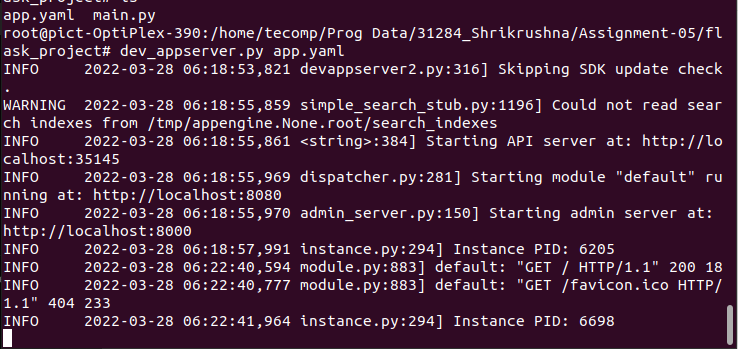 app.yaml  main.py
root@pict-OptiPlex-390:/home/tecomp/Prog Data/31284_Shrikrushna/Assignment-05/fl
ask_project# dev_appserver.py app.yaml
INFO     2022-03-28 06:18:53,821 devappserver2.py:316] Skipping SDK update check
.
WARNING  2022-03-28 06:18:55,859 simple_search_stub.py:1196] Could not read sear
ch indexes from /tmp/appengine.None.root/search_indexes
INFO     2022-03-28 06:18:55,861 <string>:384] Starting API server at: http://lo
calhost:35145
INFO     2022-03-28 06:18:55,969 dispatcher.py:281] Starting module "default" ru
nning at: http://localhost:8080
INFO     2022-03-28 06:18:55,970 admin_server.py:150] Starting admin server at:
http://localhost:8000
INFO     2022-03-28 06:18:57,991 instance.py:294] Instance PID: 6205
INFO     2022-03-28 06:22:40,594 module.py:883] default: "GET / HTTP/1.1" 200 18
INFO     2022-03-28 06:22:40,777 module.py:883] default: "GET /favicon.ico HTTP/
1.1" 404 233
INFO     2022-03-28 06:22:41,964 instance.py:294] Instance PID: 6698